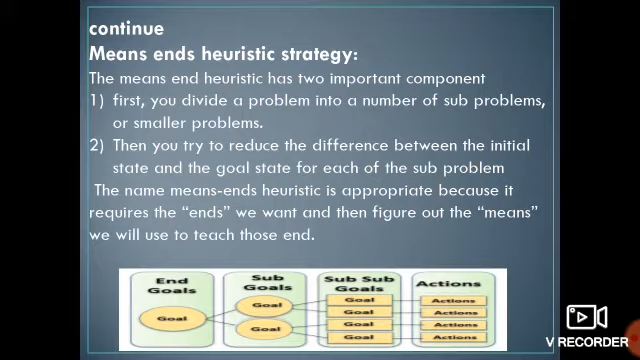 continue
Means ends heuristic strategy:
The means end heuristic has two important component
1) first, you divide a problem into a number of sub problems,
or smaller problems.
2) Then you try to reduce the difference between the initial
state and the goal state for each of the sub problem
The name means-ends heuristic is appropriate because it
requires the “ends” we want and then figure out the “means”
we will use to teach those end.
End Goals
Sub Goals
Sub Sub Goals
Actions
Goal
Goal
Goal
Goal
Goal
Goal
Goal
Actions
Actions
Actions
Actions
V RECORDER